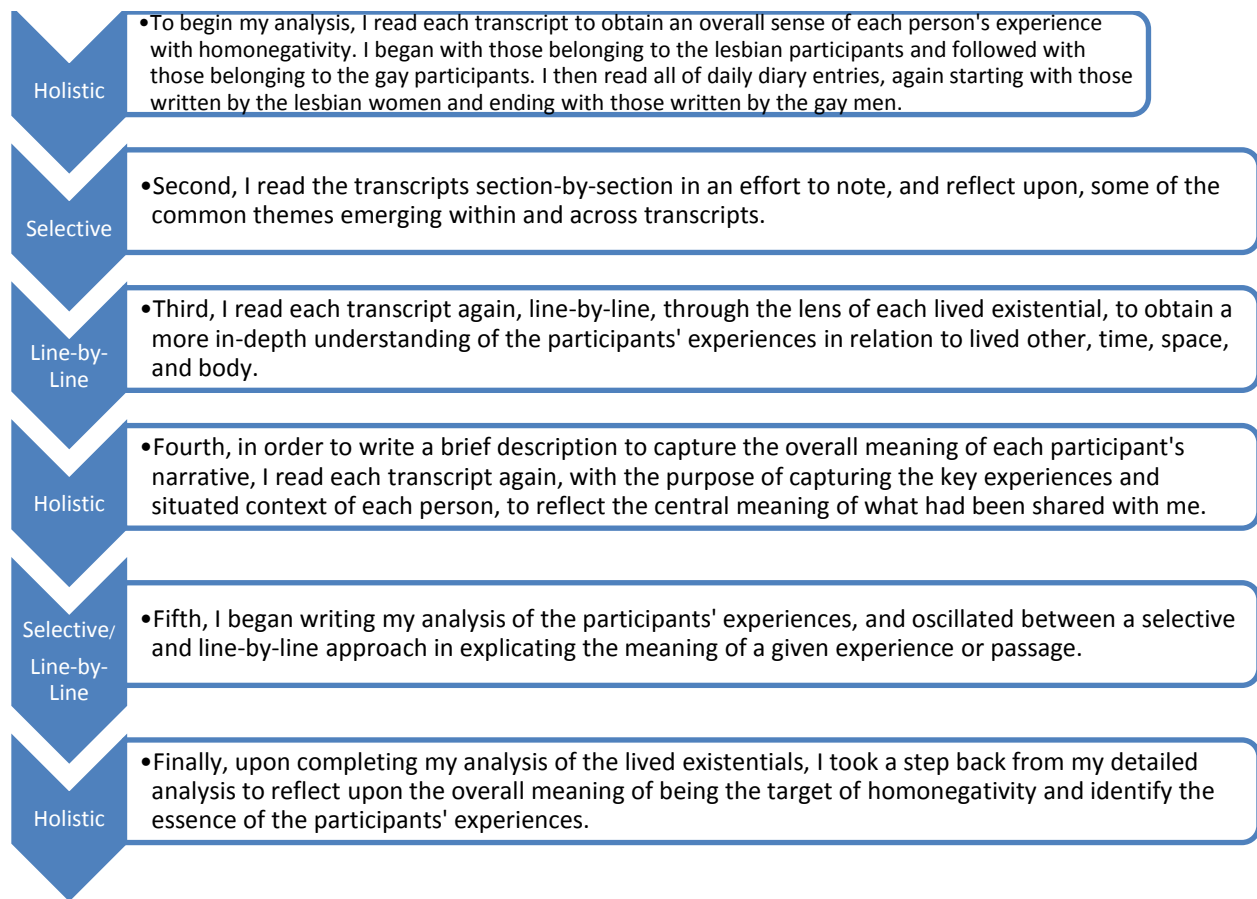 •To begin my analysis, I read each transcript to obtain an overall sense of each person's experience
with homonegativity. I began with those belonging to the lesbian participants and followed with
those belonging to the gay participants. I then read all of daily diary entries, again starting with those
written by the lesbian women and ending with those written by the gay men.
Holistic
•Second, I read the transcripts section-by-section in an effort to note, and reflect upon, some of the
common themes emerging within and across transcripts.
Selective
•Third, I read each transcript again, line-by-line, through the lens of each lived existential, to obtain a
more in-depth understanding of the participants' experiences in relation to lived other, time, space,
and body.
Line-by-
Line
•Fourth, in order to write a brief description to capture the overall meaning of each participant's
narrative, I read each transcript again, with the purpose of capturing the key experiences and
situated context of each person, to reflect the central meaning of what had been shared with me.
Holistic
•Fifth, I began writing my analysis of the participants' experiences, and oscillated between a selective
and line-by-line approach in explicating the meaning of a given experience or passage.
Selective/
Line-by-
Line
•Finally, upon completing my analysis of the lived existentials, I took a step back from my detailed
analysis to reflect upon the overall meaning of being the target of homonegativity and identify the
essence of the participants' experiences.
Holistic